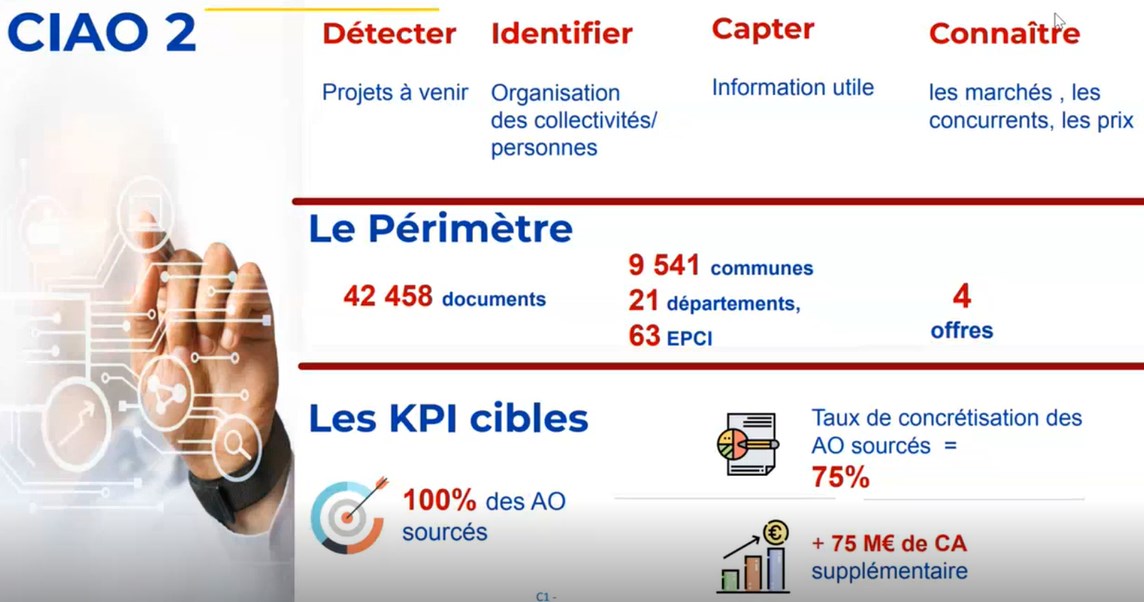 CIAO 2
Détecter
Projets à venir
Identifier
Organisation
des collectivités/
personnes
Capter
Information utile
Connaître
les marchés , les
concurrents, les prix
Le Périmètre
42 458 documents
9 541 communes
21 départements,
63 EPCI
4
offres
Les KPI cibles
100% des AO
sourcés
Taux de concrétisation des
AO sourcés =
75%
€
+ 75 M€ de CA
supplémentaire
C1 -